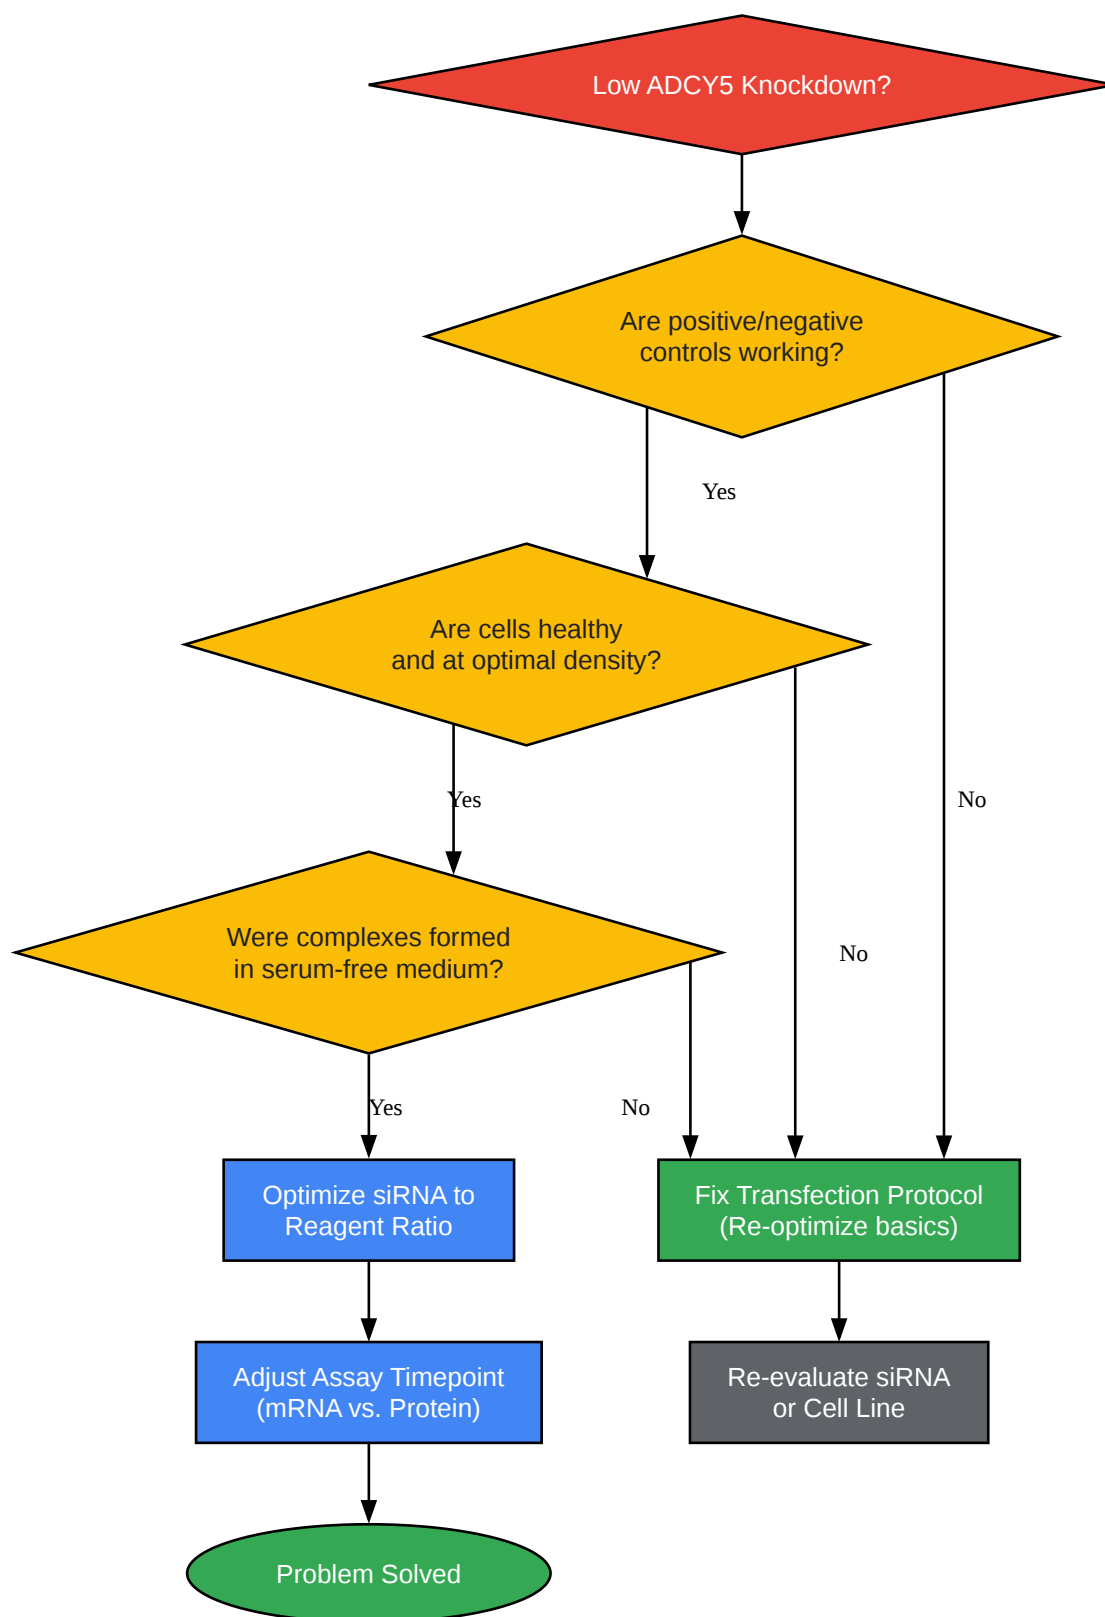 Low ADCY5 Knockdown?
Are positive/negative
controls working?
Yes
Are cells healthy
and at optimal density?
Yes
No
Were complexes formed
in serum-free medium?
No
Yes
No
Optimize siRNA to
Reagent Ratio
Fix Transfection Protocol
(Re-optimize basics)
Adjust Assay Timepoint
(mRNA vs. Protein)
Re-evaluate siRNA
or Cell Line
Problem Solved